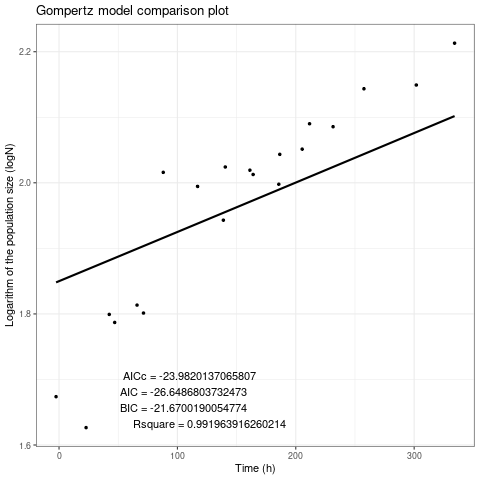 Gompertz model comparison plot
Logarithm of the population size (logN)
2.2
2.0
1.8
1.6
AICc = -23.9820137065807
AIC = -26.6486803732473
BIC = -21.6700190054774
Rsquare = 0.991963916260214
0 100 200 300
Time (h)